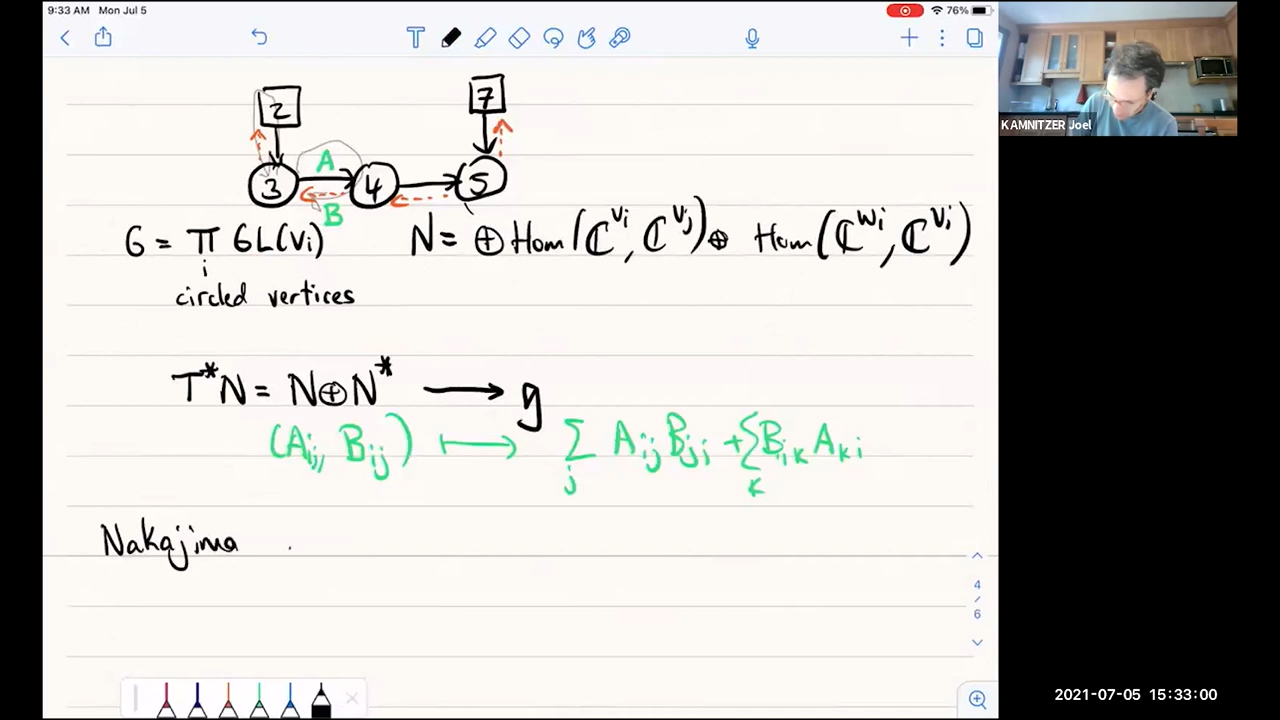 9:33 AM Mon Jul 5
76%
KAMNITZER Joel
2
7
A
3
4
5
B
G = π GL(Vi)
i
circled vertices
N = ⊕ Hom(ℂ^Vi, ℂ^Vj) ⊕ Hom(ℂ^Wi, ℂ^Vi)
T*N = N⊕N* → g
(Aij, Bij) ↦ Σ_j Aij Bji + Σ_k Bik Aki
Nakajima
4
/
6
2021-07-05 15:33:00